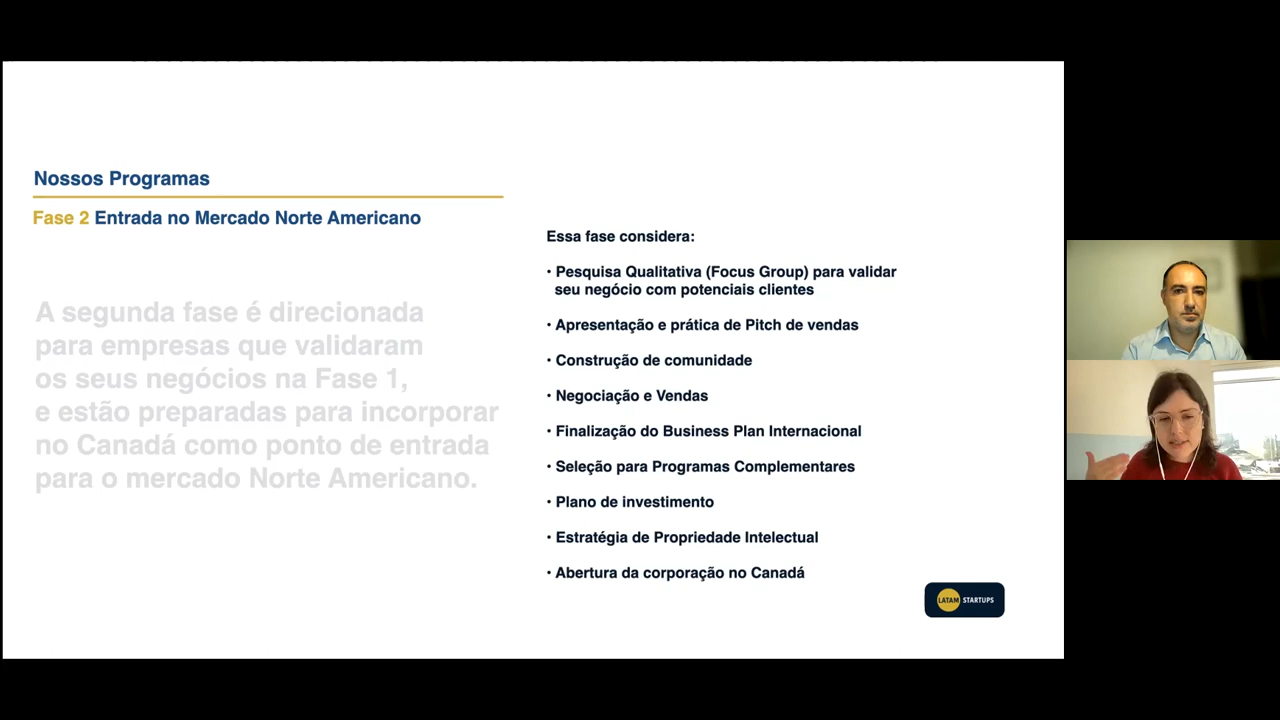 Nossos Programas
Fase 2 Entrada no Mercado Norte Americano
A segunda fase é direcionada
para empresas que validaram
os seus negócios na Fase 1,
e estão preparadas para incorporar
no Canadá como ponto de entrada
para o mercado Norte Americano.
Essa fase considera:
• Pesquisa Qualitativa (Focus Group) para validar
seu negócio com potenciais clientes
• Apresentação e prática de Pitch de vendas
• Construção de comunidade
• Negociação e Vendas
• Finalização do Business Plan Internacional
• Seleção para Programas Complementares
• Plano de investimento
• Estratégia de Propriedade Intelectual
• Abertura da corporação no Canadá
LATAM STARTUPS